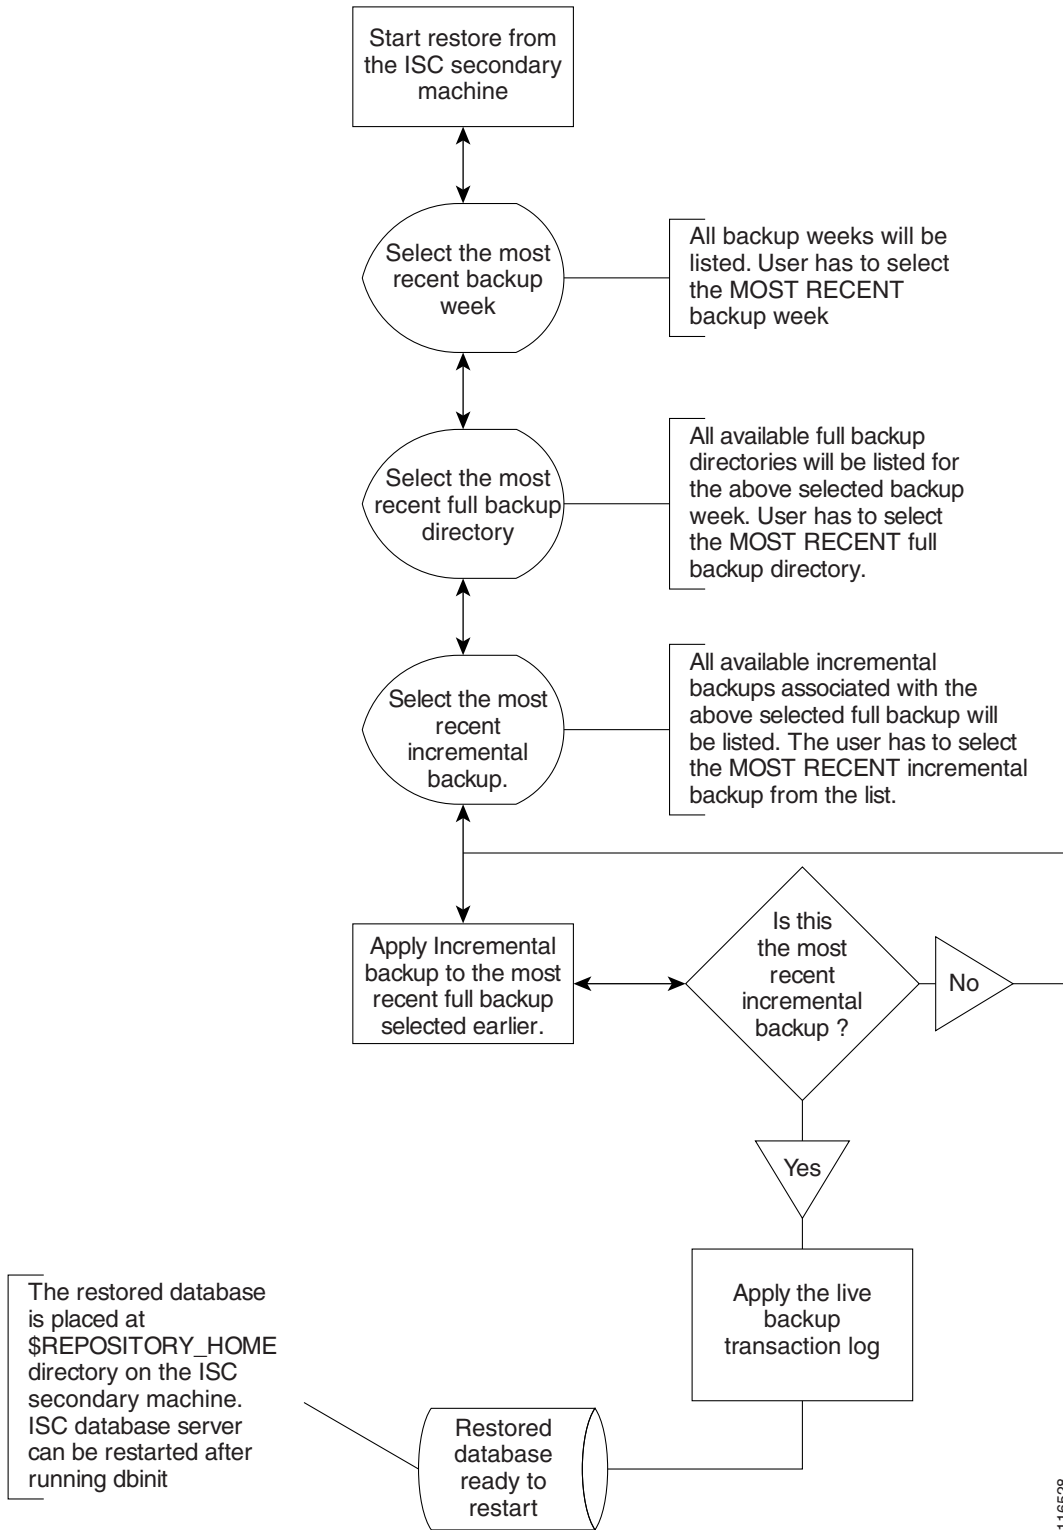 Start restore from
the ISC secondary
machine
Select the most
recent backup
week
All backup weeks will be
listed. User has to select
the MOST RECENT
backup week
Select the most
recent full backup
directory
All available full backup
directories will be listed for
the above selected backup
week. User has to select
the MOST RECENT full
backup directory.
Select the most
recent
incremental
backup.
All available incremental
backups associated with the
above selected full backup will
be listed. The user has to select
the MOST RECENT incremental
backup from the list.
Apply Incremental
backup to the most
recent full backup
selected earlier.
Is this
the most
recent
incremental
backup ?
No
Yes
Apply the live
backup
transaction log
The restored database
is placed at
$REPOSITORY_HOME
directory on the ISC
secondary machine.
ISC database server
can be restarted after
running dbinit
Restored
database
ready to
restart
116528